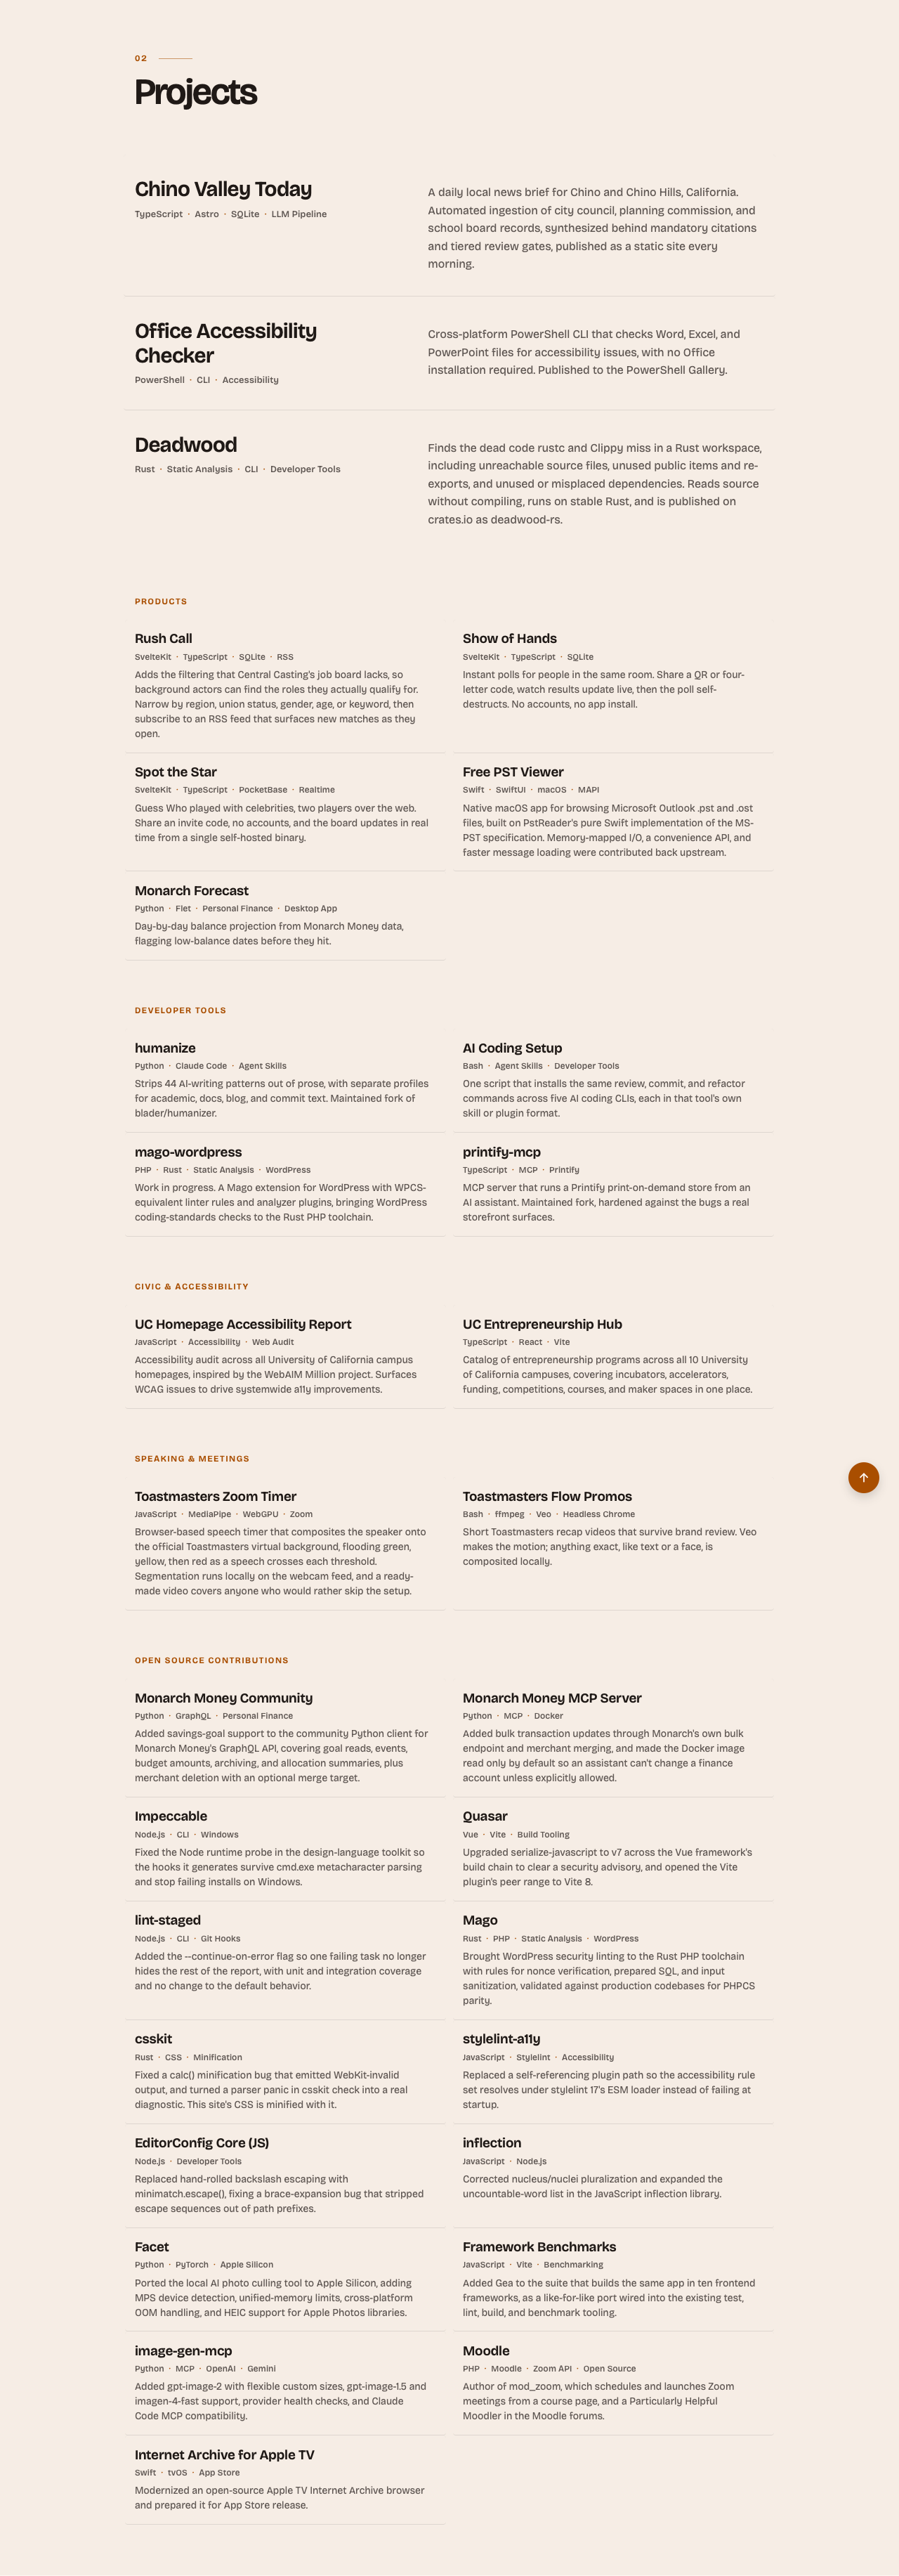 02
Projects
Chino Valley Today
TypeScript · Astro · SQLite · LLM Pipeline
A daily local news brief for Chino and Chino Hills, California.
Automated ingestion of city council, planning commission, and
school board records, synthesized behind mandatory citations
and tiered review gates, published as a static site every
morning.
Office Accessibility
Checker
PowerShell · CLI · Accessibility
Cross-platform PowerShell CLI that checks Word, Excel, and
PowerPoint files for accessibility issues, with no Office
installation required. Published to the PowerShell Gallery.
Deadwood
Rust · Static Analysis · CLI · Developer Tools
Finds the dead code rustc and Clippy miss in a Rust workspace,
including unreachable source files, unused public items and re-
exports, and unused or misplaced dependencies. Reads source
without compiling, runs on stable Rust, and is published on
crates.io as deadwood-rs.
PRODUCTS
Rush Call
SvelteKit · TypeScript · SQLite · RSS
Adds the filtering that Central Casting's job board lacks, so
background actors can find the roles they actually qualify for.
Narrow by region, union status, gender, age, or keyword, then
subscribe to an RSS feed that surfaces new matches as they
open.
Show of Hands
SvelteKit · TypeScript · SQLite
Instant polls for people in the same room. Share a QR or four-
letter code, watch results update live, then the poll self-
destructs. No accounts, no app install.
Spot the Star
SvelteKit · TypeScript · PocketBase · Realtime
Guess Who played with celebrities, two players over the web.
Share an invite code, no accounts, and the board updates in real
time from a single self-hosted binary.
Free PST Viewer
Swift · SwiftUI · macOS · MAPI
Native macOS app for browsing Microsoft Outlook .pst and .ost
files, built on PstReader's pure Swift implementation of the MS-
PST specification. Memory-mapped I/O, a convenience API, and
faster message loading were contributed back upstream.
Monarch Forecast
Python · Flet · Personal Finance · Desktop App
Day-by-day balance projection from Monarch Money data,
flagging low-balance dates before they hit.
DEVELOPER TOOLS
humanize
Python · Claude Code · Agent Skills
Strips 44 AI-writing patterns out of prose, with separate profiles
for academic, docs, blog, and commit text. Maintained fork of
blader/humanizer.
AI Coding Setup
Bash · Agent Skills · Developer Tools
One script that installs the same review, commit, and refactor
commands across five AI coding CLIs, each in that tool's own
skill or plugin format.
mago-wordpress
PHP · Rust · Static Analysis · WordPress
Work in progress. A Mago extension for WordPress with WPCS-
equivalent linter rules and analyzer plugins, bringing WordPress
coding-standards checks to the Rust PHP toolchain.
printify-mcp
TypeScript · MCP · Printify
MCP server that runs a Printify print-on-demand store from an
AI assistant. Maintained fork, hardened against the bugs a real
storefront surfaces.
CIVIC & ACCESSIBILITY
UC Homepage Accessibility Report
JavaScript · Accessibility · Web Audit
Accessibility audit across all University of California campus
homepages, inspired by the WebAIM Million project. Surfaces
WCAG issues to drive systemwide a11y improvements.
UC Entrepreneurship Hub
TypeScript · React · Vite
Catalog of entrepreneurship programs across all 10 University
of California campuses, covering incubators, accelerators,
funding, competitions, courses, and maker spaces in one place.
SPEAKING & MEETINGS
Toastmasters Zoom Timer
JavaScript · MediaPipe · WebGPU · Zoom
Browser-based speech timer that composites the speaker onto
the official Toastmasters virtual background, flooding green,
yellow, then red as a speech crosses each threshold.
Segmentation runs locally on the webcam feed, and a ready-
made video covers anyone who would rather skip the setup.
Toastmasters Flow Promos
Bash · ffmpeg · Veo · Headless Chrome
Short Toastmasters recap videos that survive brand review. Veo
makes the motion; anything exact, like text or a face, is
composited locally.
OPEN SOURCE CONTRIBUTIONS
Monarch Money Community
Python · GraphQL · Personal Finance
Added savings-goal support to the community Python client for
Monarch Money's GraphQL API, covering goal reads, events,
budget amounts, archiving, and allocation summaries, plus
merchant deletion with an optional merge target.
Monarch Money MCP Server
Python · MCP · Docker
Added bulk transaction updates through Monarch's own bulk
endpoint and merchant merging, and made the Docker image
read only by default so an assistant can't change a finance
account unless explicitly allowed.
Impeccable
Node.js · CLI · Windows
Fixed the Node runtime probe in the design-language toolkit so
the hooks it generates survive cmd.exe metacharacter parsing
and stop failing installs on Windows.
Quasar
Vue · Vite · Build Tooling
Upgraded serialize-javascript to v7 across the Vue framework's
build chain to clear a security advisory, and opened the Vite
plugin's peer range to Vite 8.
lint-staged
Node.js · CLI · Git Hooks
Added the --continue-on-error flag so one failing task no longer
hides the rest of the report, with unit and integration coverage
and no change to the default behavior.
Mago
Rust · PHP · Static Analysis · WordPress
Brought WordPress security linting to the Rust PHP toolchain
with rules for nonce verification, prepared SQL, and input
sanitization, validated against production codebases for PHPCS
parity.
csskit
Rust · CSS · Minification
Fixed a calc() minification bug that emitted WebKit-invalid
output, and turned a parser panic in csskit check into a real
diagnostic. This site's CSS is minified with it.
stylelint-a11y
JavaScript · Stylelint · Accessibility
Replaced a self-referencing plugin path so the accessibility rule
set resolves under stylelint 17's ESM loader instead of failing at
startup.
EditorConfig Core (JS)
Node.js · Developer Tools
Replaced hand-rolled backslash escaping with
minimatch.escape(), fixing a brace-expansion bug that stripped
escape sequences out of path prefixes.
inflection
JavaScript · Node.js
Corrected nucleus/nuclei pluralization and expanded the
uncountable-word list in the JavaScript inflection library.
Facet
Python · PyTorch · Apple Silicon
Ported the local AI photo culling tool to Apple Silicon, adding
MPS device detection, unified-memory limits, cross-platform
OOM handling, and HEIC support for Apple Photos libraries.
Framework Benchmarks
JavaScript · Vite · Benchmarking
Added Gea to the suite that builds the same app in ten frontend
frameworks, as a like-for-like port wired into the existing test,
lint, build, and benchmark tooling.
image-gen-mcp
Python · MCP · OpenAI · Gemini
Added gpt-image-2 with flexible custom sizes, gpt-image-1.5 and
imagen-4-fast support, provider health checks, and Claude
Code MCP compatibility.
Moodle
PHP · Moodle · Zoom API · Open Source
Author of mod_zoom, which schedules and launches Zoom
meetings from a course page, and a Particularly Helpful
Moodler in the Moodle forums.
Internet Archive for Apple TV
Swift · tvOS · App Store
Modernized an open-source Apple TV Internet Archive browser
and prepared it for App Store release.